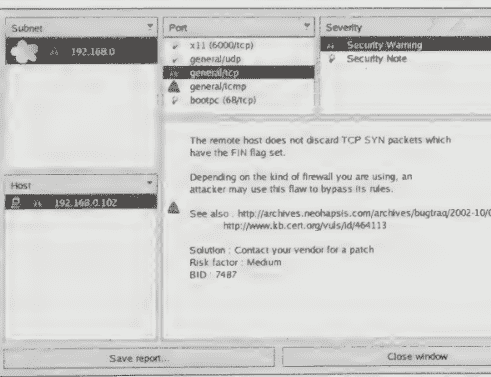 Subnet
192.168.0
Port
x11 (6000/tcp)
general/udp
general/tcp
general/icmp
bootpc (68/tcp)
Severity
Security Warning
Security Note
Host
192.168.0.102
The remote host does not discard TCP SYN packets which
have the FIN flag set.
Depending on the kind of firewall you are using, an
attacker may use this flaw to bypass its rules.
See also : http://archives.neohapsis.com/archives/bugtraq/2002-10/0
http://www.kb.cert.org/vuls/id/464113
Solution : Contact your vendor for a patch
Risk factor : Medium
BID : 7487
Save report...
Close window